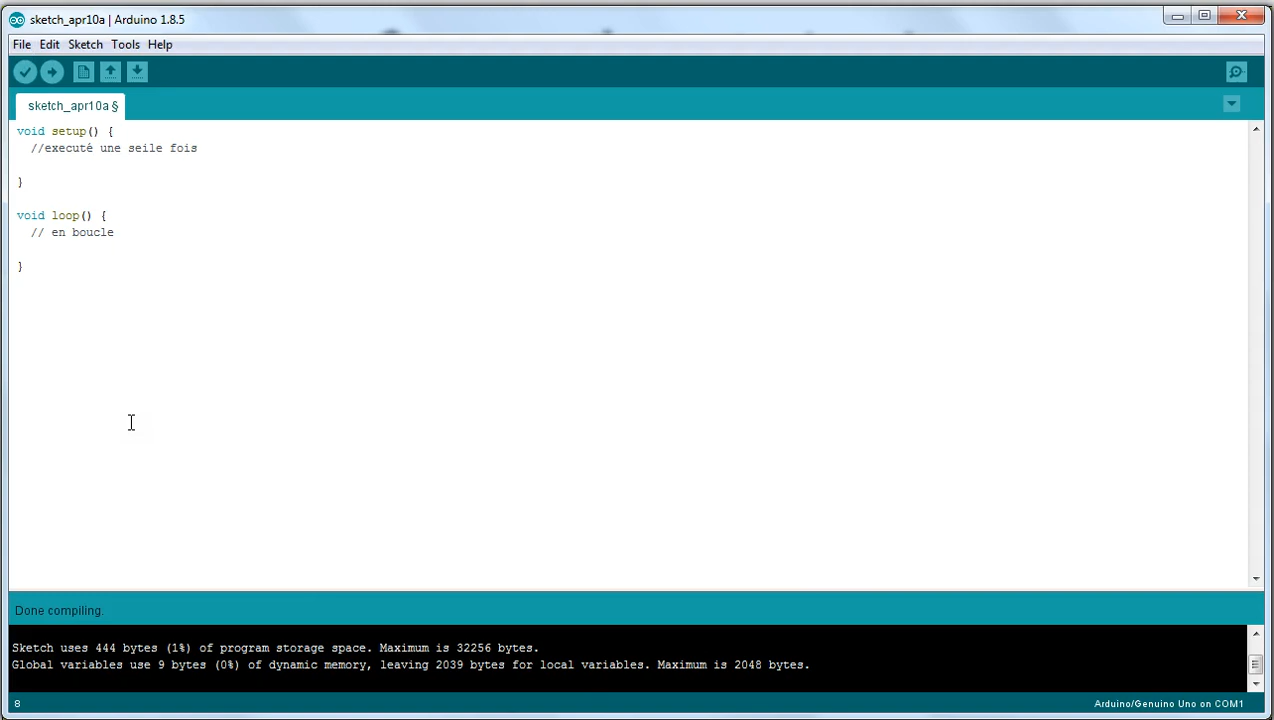 sketch_apr10a | Arduino 1.8.5
File Edit Sketch Tools Help
sketch_apr10a §
void setup() {
//executé une seile fois
}
void loop() {
// en boucle
}
Done compiling.
Sketch uses 444 bytes (1%) of program storage space. Maximum is 32256 bytes.
Global variables use 9 bytes (0%) of dynamic memory, leaving 2039 bytes for local variables. Maximum is 2048 bytes.
8 Arduino/Genuino Uno on COM1